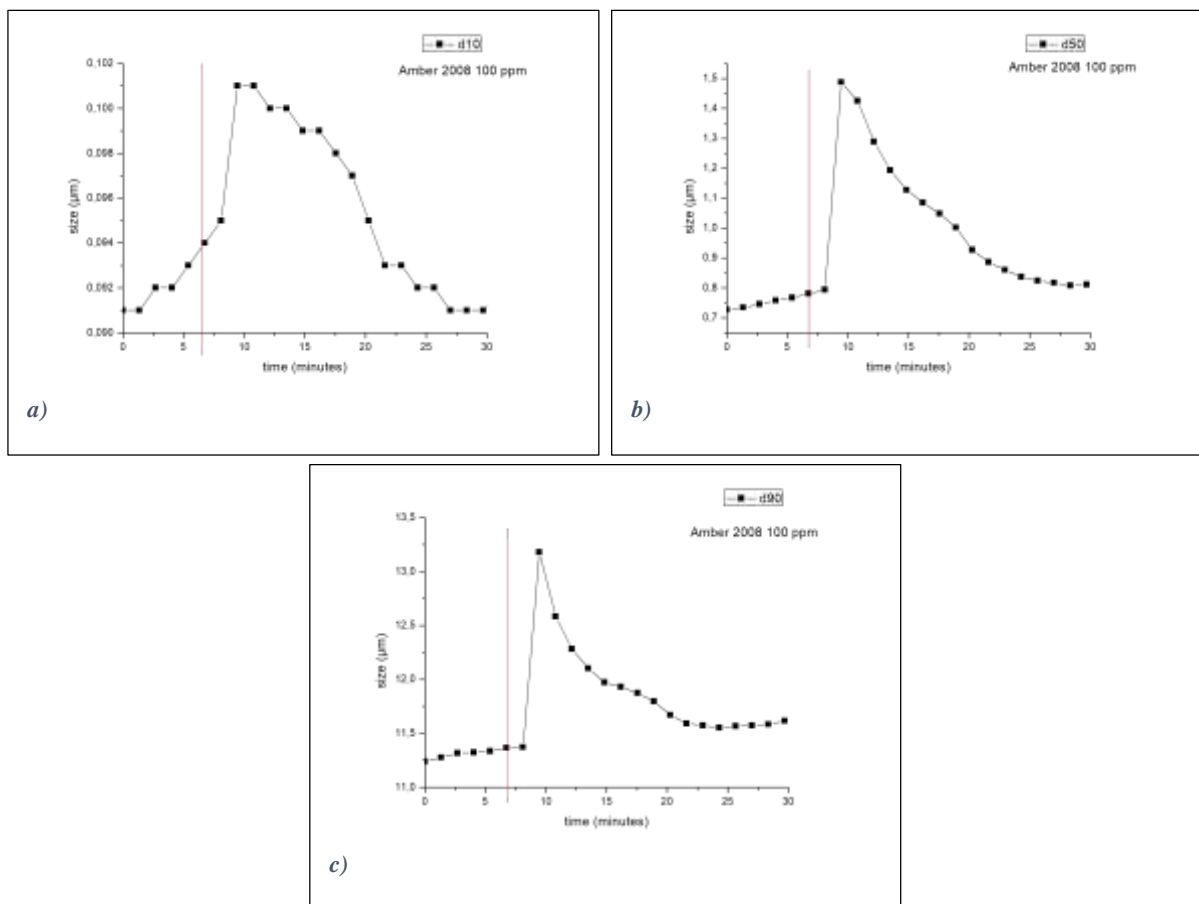 d10
Amber 2008 100 ppm
0,102
0,100
0,098
0,096
0,094
0,092
0,090
size (µm)
0 5 10 15 20 25 30
time (minutes)
a)
d50
Amber 2008 100 ppm
1,5
1,4
1,3
1,2
1,1
1,0
0,9
0,8
0,7
size (µm)
0 5 10 15 20 25 30
time (minutes)
b)
d90
Amber 2008 100 ppm
13,5
13,0
12,5
12,0
11,5
11,0
size (µm)
0 5 10 15 20 25 30
time (minutes)
c)